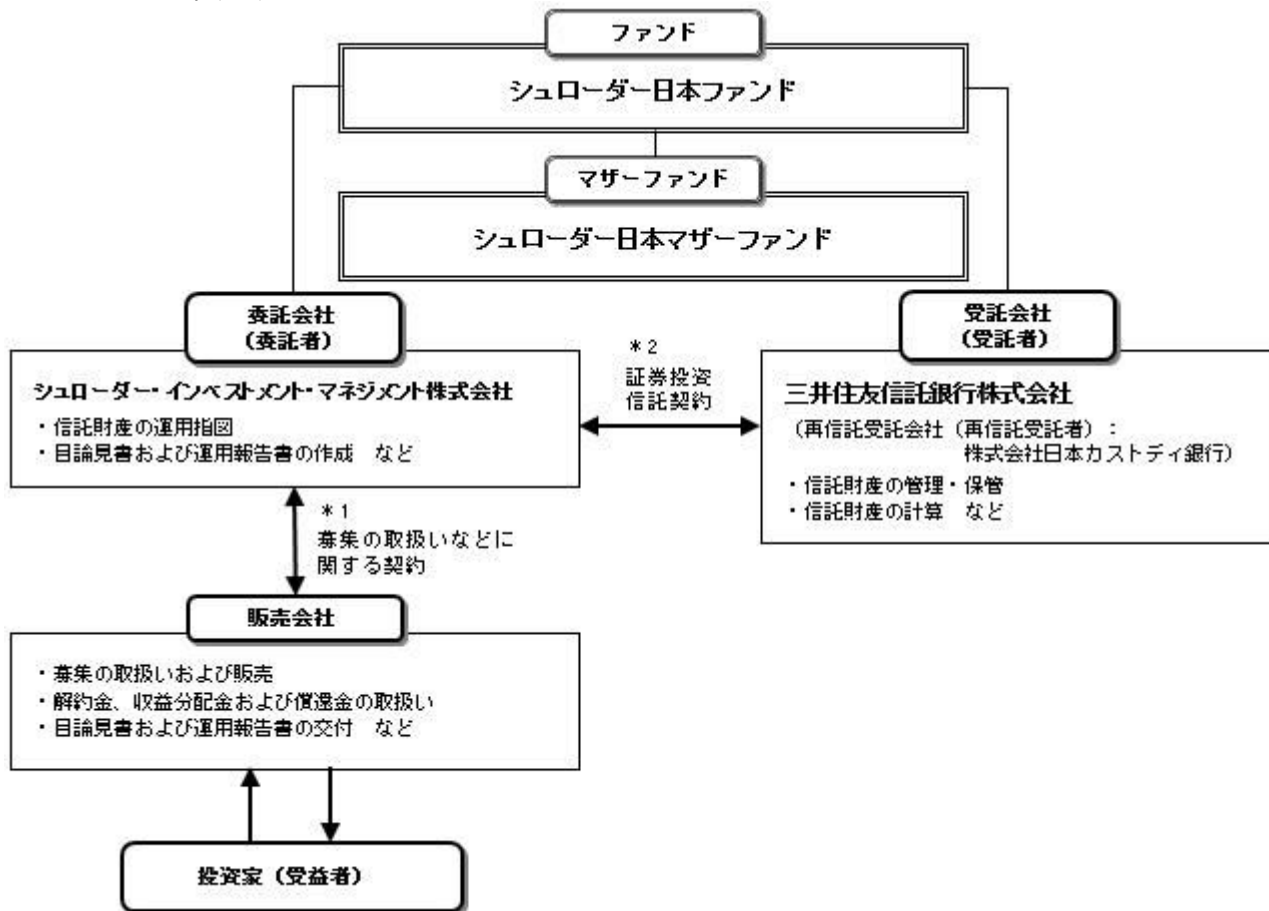 ファンド
シュローダー日本ファンド
マザーファンド
シュローダー日本マザーファンド
委託会社
(委託者)
シュローダー・インベストメント・マネジメント株式会社
・信託財産の運用指図
・目論見書および運用報告書の作成 など
*2
証券投資
信託契約
受託会社
(受託者)
三井住友信託銀行株式会社
(再信託受託会社(再信託受託者):
株式会社日本カストディ銀行)
・信託財産の管理・保管
・信託財産の計算 など
*1
募集の取扱いなどに
関する契約
販売会社
・募集の取扱いおよび販売
・解約金、収益分配金および償還金の取扱い
・目論見書および運用報告書の交付 など
投資家(受益者)